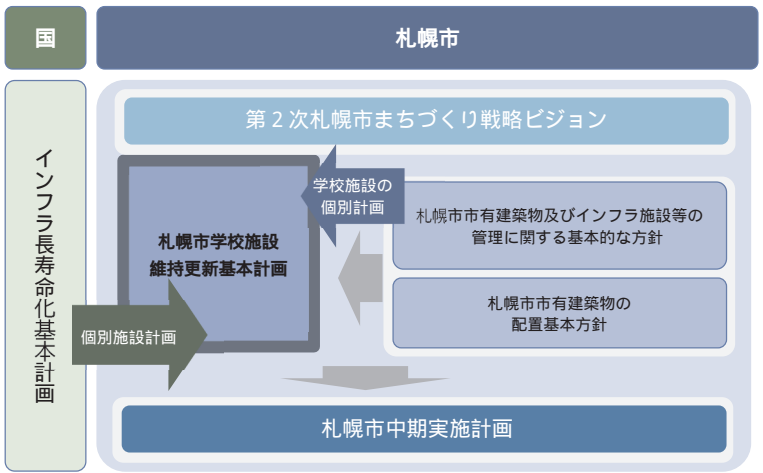 国
札幌市
インフラ長寿命化基本計画
第2次札幌市まちづくり戦略ビジョン
札幌市学校施設
維持更新基本計画
学校施設の
個別計画
札幌市市有建築物及びインフラ施設等の
管理に関する基本的な方針
札幌市市有建築物の
配置基本方針
個別施設計画
札幌市中期実施計画